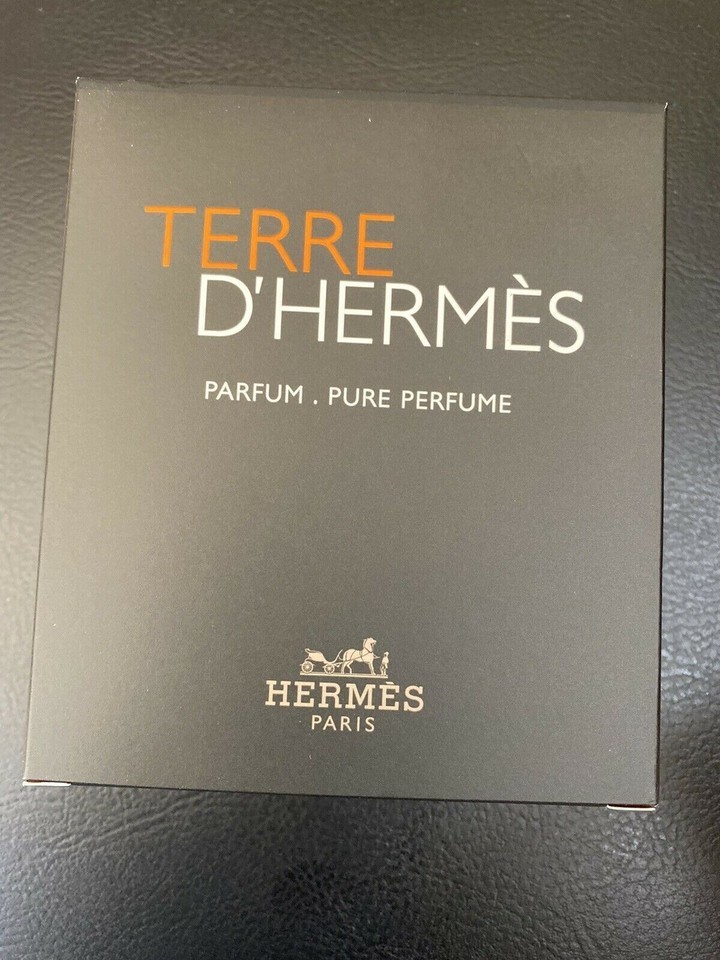 TERRE
D'HERMÈS
PARFUM . PURE PERFUME
HERMÈS
PARIS